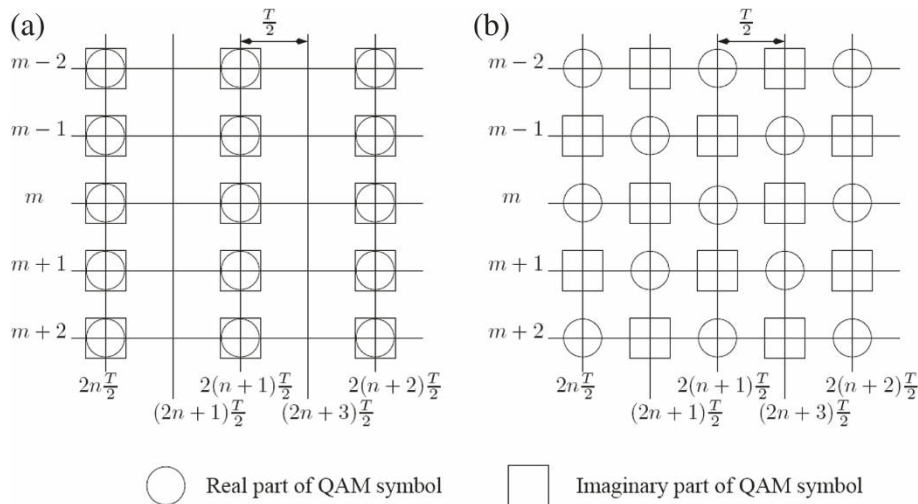 (a)
T/2
m − 2
m − 1
m
m + 1
m + 2
2n T/2
2(n + 1) T/2
2(n + 2) T/2
(2n + 1) T/2
(2n + 3) T/2
(b)
T/2
m − 2
m − 1
m
m + 1
m + 2
2n T/2
2(n + 1) T/2
2(n + 2) T/2
(2n + 1) T/2
(2n + 3) T/2
Real part of QAM symbol
Imaginary part of QAM symbol